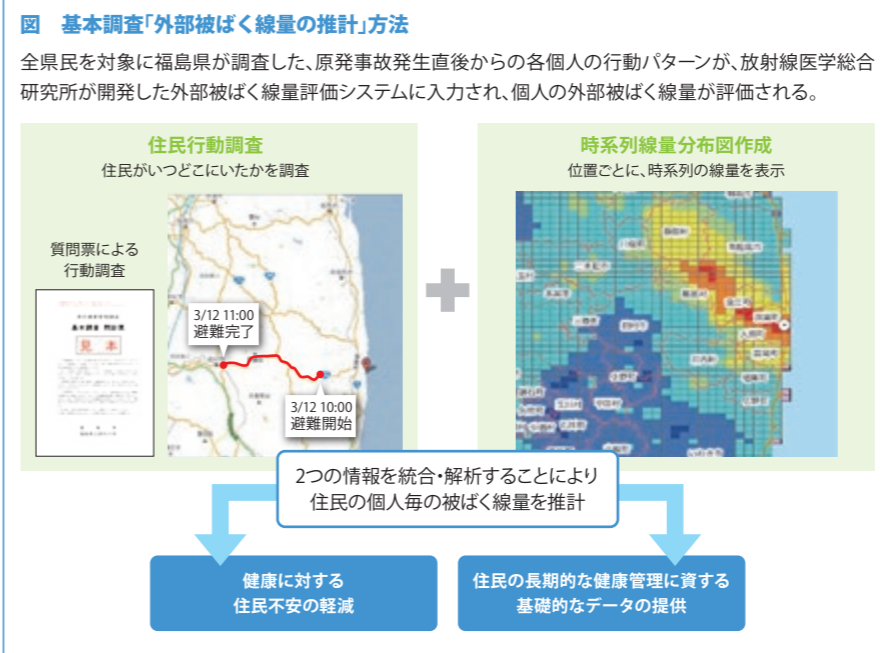 図　基本調査「外部被ばく線量の推計」方法
全県民を対象に福島県が調査した、原発事故発生直後からの各個人の行動パターンが、放射線医学総合
研究所が開発した外部被ばく線量評価システムに入力され、個人の外部被ばく線量が評価される。
住民行動調査
住民がいつどこにいたかを調査
質問票による
行動調査
基本調査 問診票
見 本
3/12 11:00
避難完了
3/12 10:00
避難開始
時系列線量分布図作成
位置ごとに、時系列の線量を表示
2つの情報を統合・解析することにより
住民の個人毎の被ばく線量を推計
健康に対する
住民不安の軽減
住民の長期的な健康管理に資する
基礎的なデータの提供